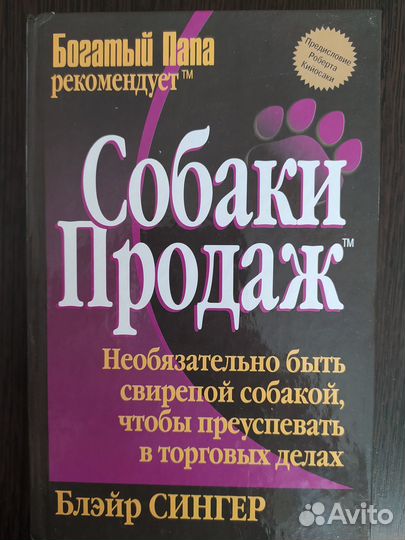 Богатый Папа
рекомендует™
Предисловие
Роберта
Кийосаки
Собаки
Продаж™
Необязательно быть
свирепой собакой,
чтобы преуспевать
в торговых делах
Блэйр СИНГЕР
Avito